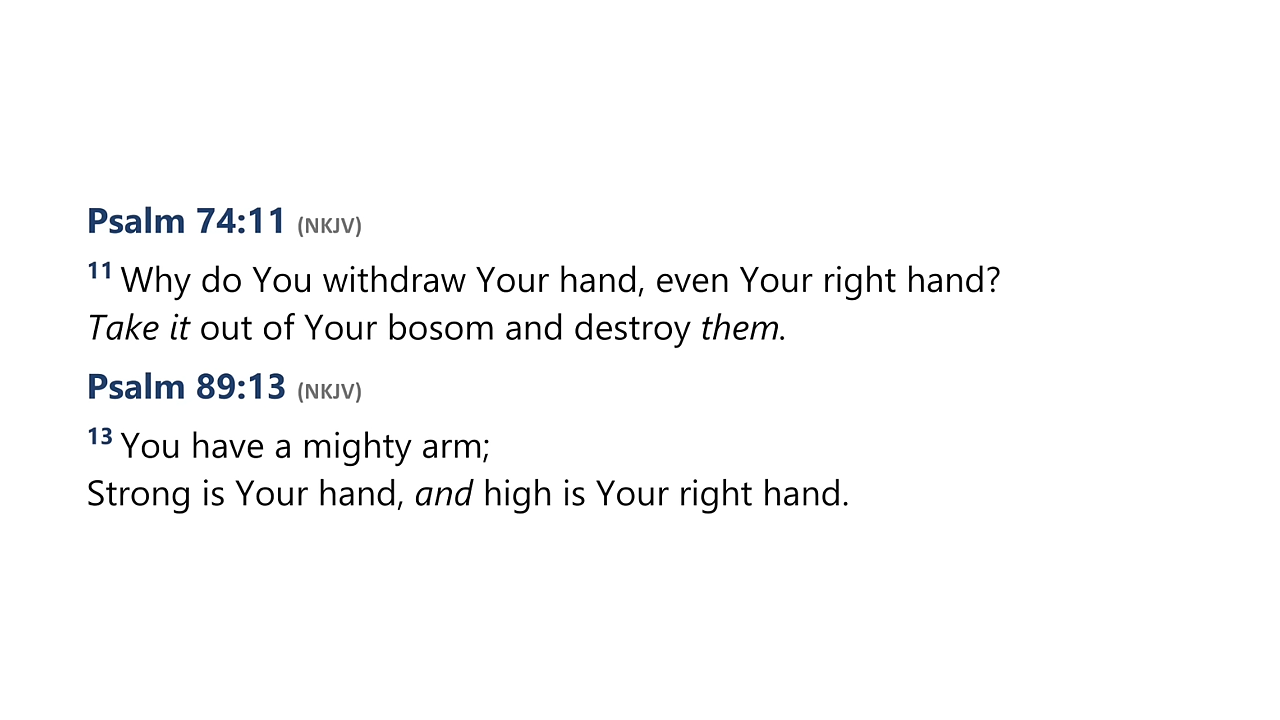 Psalm 74:11 (NKJV)
11 Why do You withdraw Your hand, even Your right hand?
Take it out of Your bosom and destroy them.
Psalm 89:13 (NKJV)
13 You have a mighty arm;
Strong is Your hand, and high is Your right hand.